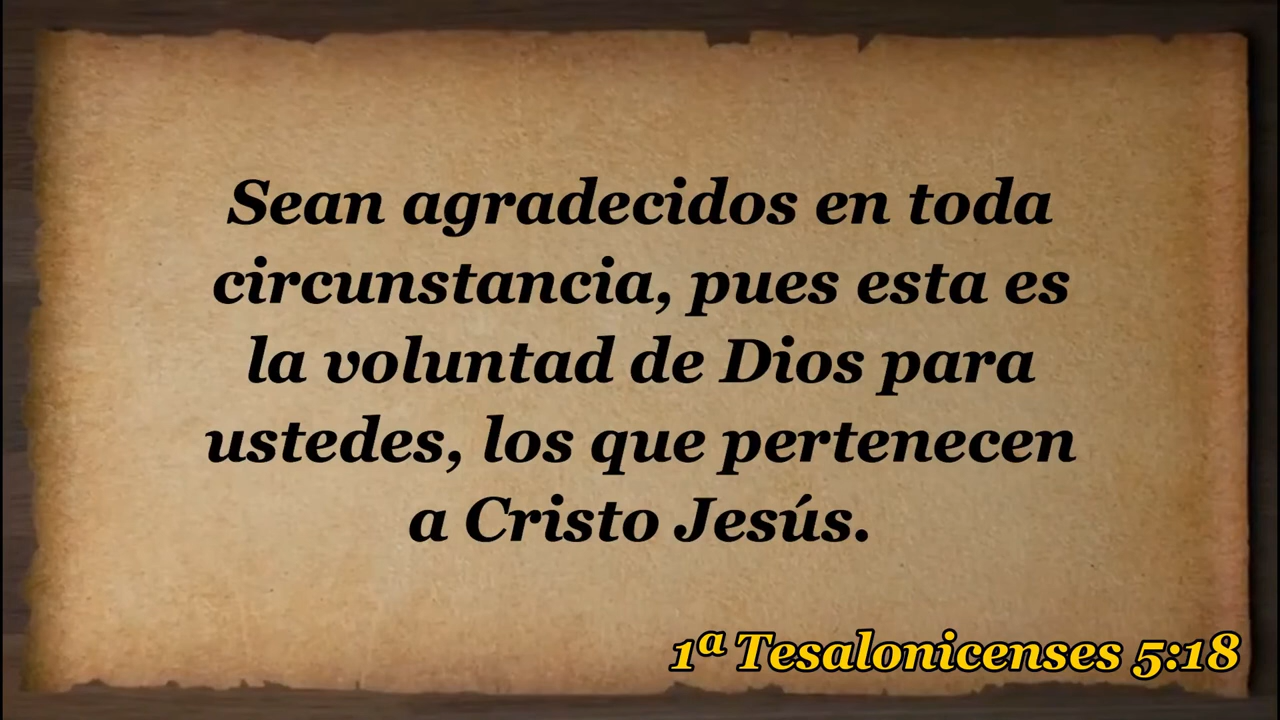 Sean agradecidos en toda
circunstancia, pues esta es
la voluntad de Dios para
ustedes, los que pertenecen
a Cristo Jesús.
1ª Tesalonicenses 5:18